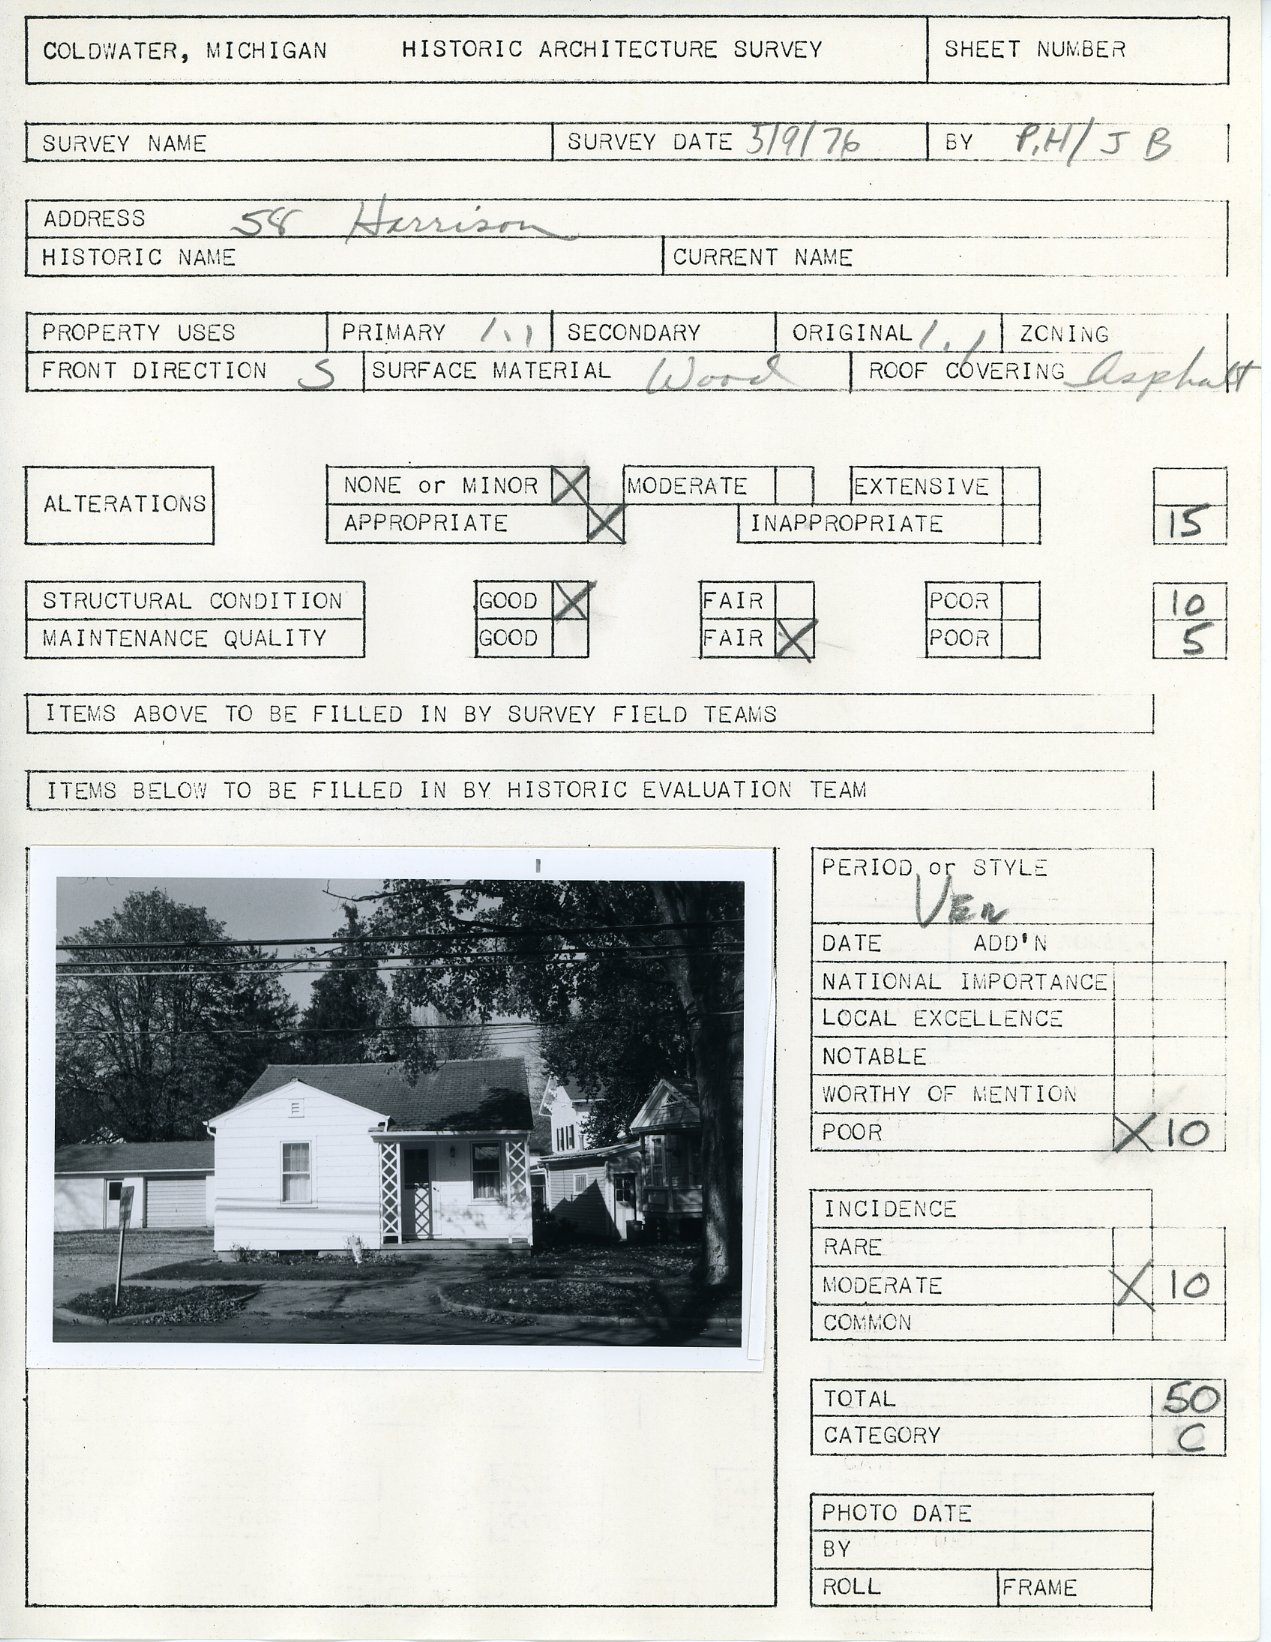 COLDWATER, MICHIGAN HISTORIC ARCHITECTURE SURVEY SHEET NUMBER
SURVEY NAME SURVEY DATE 5/9/76 BY P.H/ J B
ADDRESS 58 Harrison
HISTORIC NAME CURRENT NAME
PROPERTY USES PRIMARY 1.1 SECONDARY ORIGINAL 1.1 ZONING
FRONT DIRECTION S SURFACE MATERIAL Wood ROOF COVERING Asphalt
ALTERATIONS NONE or MINOR X MODERATE EXTENSIVE
APPROPRIATE X INAPPROPRIATE 15
STRUCTURAL CONDITION GOOD X FAIR POOR 10
MAINTENANCE QUALITY GOOD FAIR X POOR 5
ITEMS ABOVE TO BE FILLED IN BY SURVEY FIELD TEAMS
ITEMS BELOW TO BE FILLED IN BY HISTORIC EVALUATION TEAM
PERIOD or STYLE
VER
DATE ADD'N
NATIONAL IMPORTANCE
LOCAL EXCELLENCE
NOTABLE
WORTHY OF MENTION
POOR X 10
INCIDENCE
RARE
MODERATE X 10
COMMON
TOTAL 50
CATEGORY C
PHOTO DATE
BY
ROLL FRAME